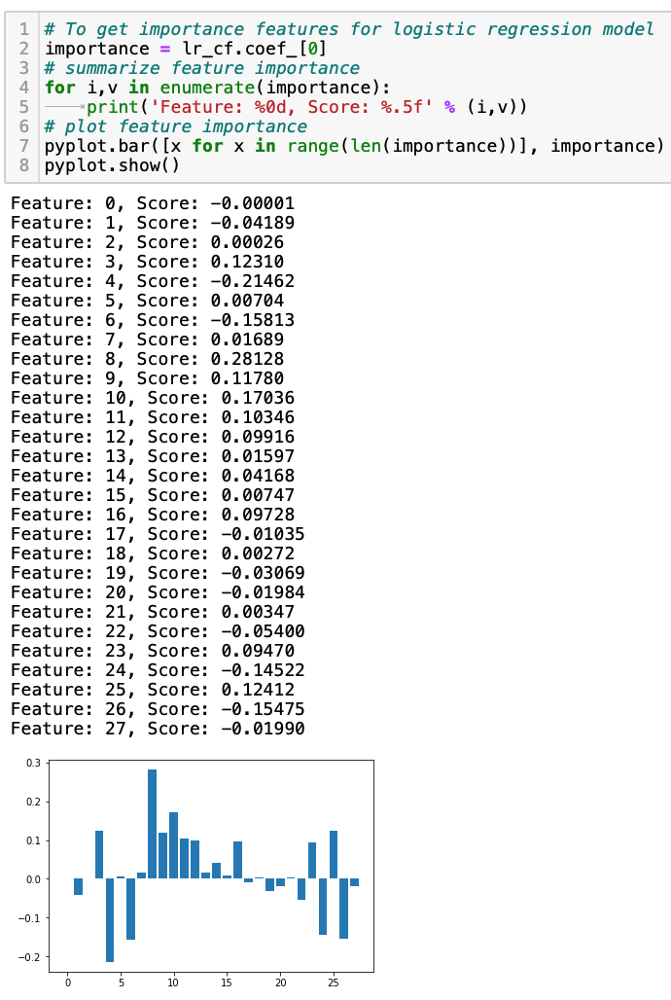 1 # To get importance features for logistic regression model
2 importance = lr_cf.coef_[0]
3 # summarize feature importance
4 for i,v in enumerate(importance):
5 print('Feature: %0d, Score: %.5f' % (i,v))
6 # plot feature importance
7 pyplot.bar([x for x in range(len(importance))], importance)
8 pyplot.show()
Feature: 0, Score: -0.00001
Feature: 1, Score: -0.04189
Feature: 2, Score: 0.00026
Feature: 3, Score: 0.12310
Feature: 4, Score: -0.21462
Feature: 5, Score: 0.00704
Feature: 6, Score: -0.15813
Feature: 7, Score: 0.01689
Feature: 8, Score: 0.28128
Feature: 9, Score: 0.11780
Feature: 10, Score: 0.17036
Feature: 11, Score: 0.10346
Feature: 12, Score: 0.09916
Feature: 13, Score: 0.01597
Feature: 14, Score: 0.04168
Feature: 15, Score: 0.00747
Feature: 16, Score: 0.09728
Feature: 17, Score: -0.01035
Feature: 18, Score: 0.00272
Feature: 19, Score: -0.03069
Feature: 20, Score: -0.01984
Feature: 21, Score: 0.00347
Feature: 22, Score: -0.05400
Feature: 23, Score: 0.09470
Feature: 24, Score: -0.14522
Feature: 25, Score: 0.12412
Feature: 26, Score: -0.15475
Feature: 27, Score: -0.01990
0.3
0.2
0.1
0.0
−0.1
−0.2
0 5 10 15 20 25